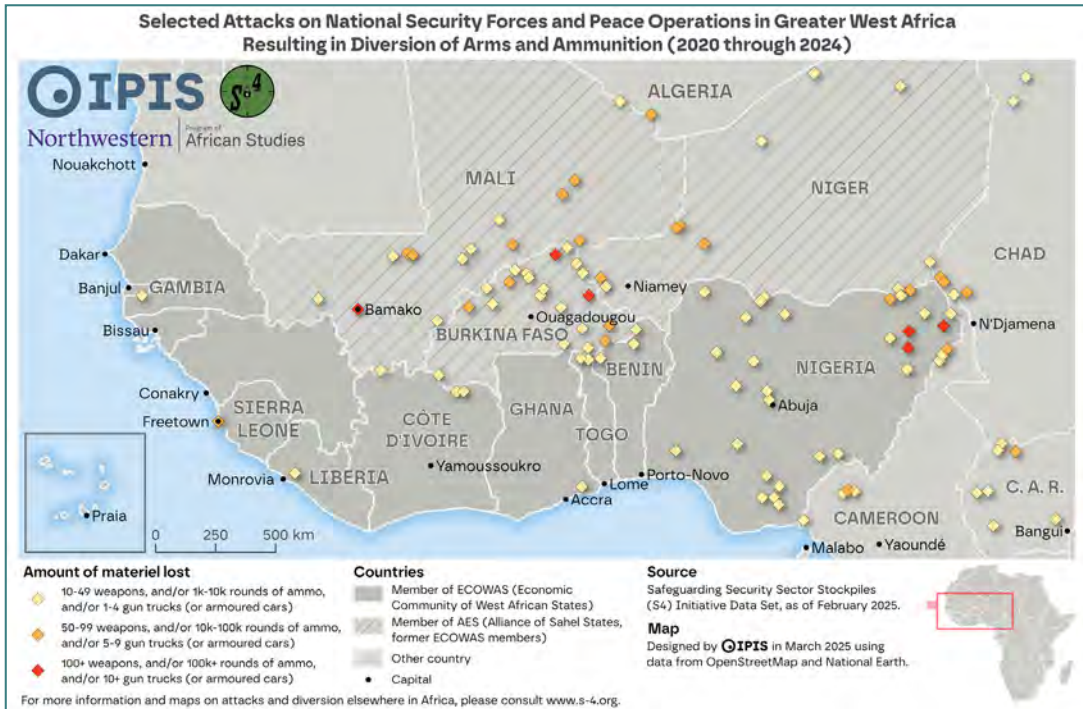 Selected Attacks on National Security Forces and Peace Operations in Greater West Africa
Resulting in Diversion of Arms and Ammunition (2020 through 2024)
IPIS
S4
Northwestern
Program of
African Studies
ALGERIA
Nouakchott
MALI
NIGER
CHAD
Dakar
Banjul
GAMBIA
Bamako
Niamey
Ouagadougou
Bissau
BURKINA FASO
N'Djamena
BENIN
NIGERIA
Conakry
Abuja
SIERRA
LEONE
Freetown
CÔTE
D'IVOIRE
GHANA
TOGO
LIBERIA
Yamoussoukro
Monrovia
Porto-Novo
Lome
Accra
C. A. R.
CAMEROON
Bangui
Praia
Malabo
Yaoundé
0 250 500 km
Amount of materiel lost
10-49 weapons, and/or 1k-10k rounds of ammo,
and/or 1-4 gun trucks (or armoured cars)
50-99 weapons, and/or 10k-100k rounds of ammo,
and/or 5-9 gun trucks (or armoured cars)
100+ weapons, and/or 100k+ rounds of ammo,
and/or 10+ gun trucks (or armoured cars)
Countries
Member of ECOWAS (Economic
Community of West African States)
Member of AES (Alliance of Sahel States,
former ECOWAS members)
Other country
Capital
Source
Safeguarding Security Sector Stockpiles
(S4) Initiative Data Set, as of February 2025.
Map
Designed by IPIS in March 2025 using
data from OpenStreetMap and National Earth.
For more information and maps on attacks and diversion elsewhere in Africa, please consult www.s-4.org.